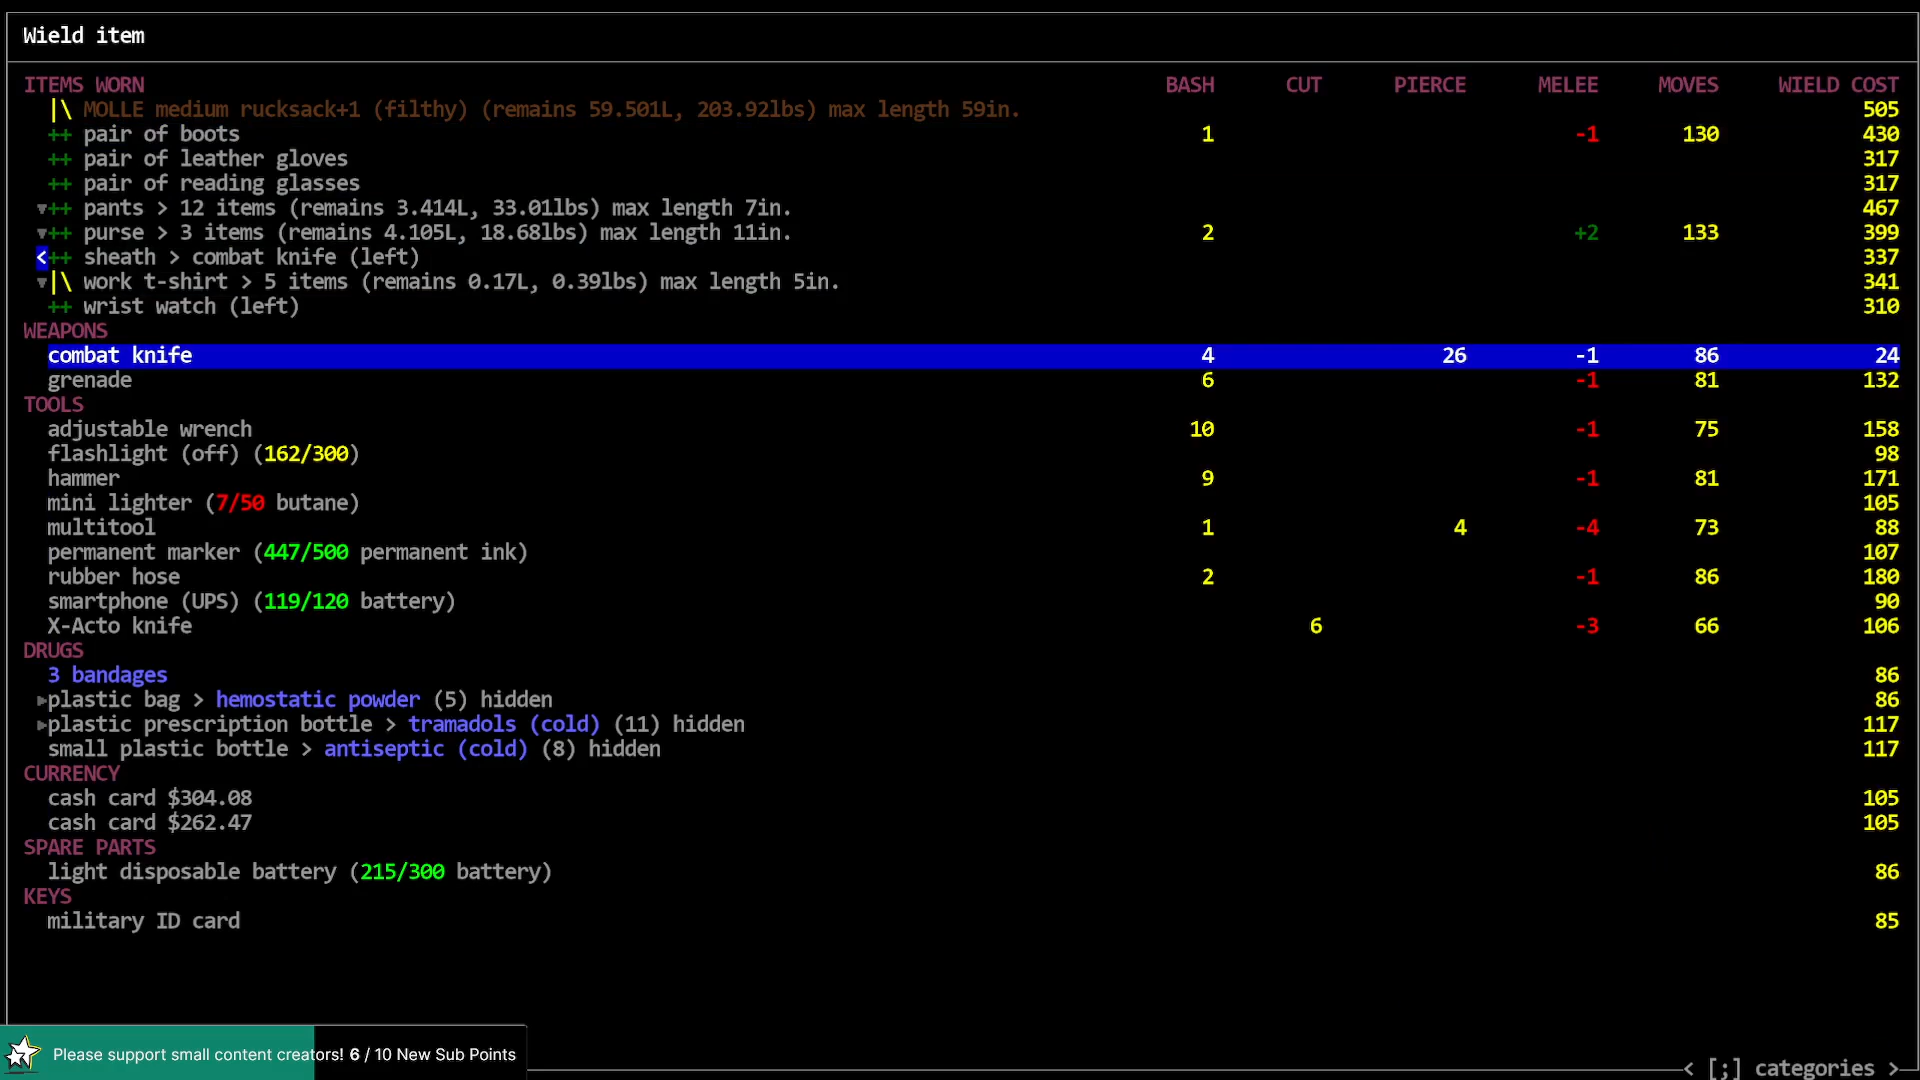 Wield item
ITEMS WORN BASH CUT PIERCE MELEE MOVES WIELD COST
|\ MOLLE medium rucksack+1 (filthy) (remains 59.501L, 203.92lbs) max length 59in. 505
++ pair of boots 1 -1 130 430
++ pair of leather gloves 317
++ pair of reading glasses 317
▼++ pants > 12 items (remains 3.414L, 33.01lbs) max length 7in. 467
▼++ purse > 3 items (remains 4.105L, 18.68lbs) max length 11in. 2 +2 133 399
<++ sheath > combat knife (left) 337
▼|\ work t-shirt > 5 items (remains 0.17L, 0.39lbs) max length 5in. 341
++ wrist watch (left) 310
WEAPONS
combat knife 4 26 -1 86 24
grenade 6 -1 81 132
TOOLS
adjustable wrench 10 -1 75 158
flashlight (off) (162/300) 98
hammer 9 -1 81 171
mini lighter (7/50 butane) 105
multitool 1 4 -4 73 88
permanent marker (447/500 permanent ink) 107
rubber hose 2 -1 86 180
smartphone (UPS) (119/120 battery) 90
X-Acto knife 6 -3 66 106
DRUGS
3 bandages 86
▶plastic bag > hemostatic powder (5) hidden 86
▶plastic prescription bottle > tramadols (cold) (11) hidden 117
small plastic bottle > antiseptic (cold) (8) hidden 117
CURRENCY
cash card $304.08 105
cash card $262.47 105
SPARE PARTS
light disposable battery (215/300 battery) 86
KEYS
military ID card 85
Please support small content creators! 6 / 10 New Sub Points
< [;] categories >